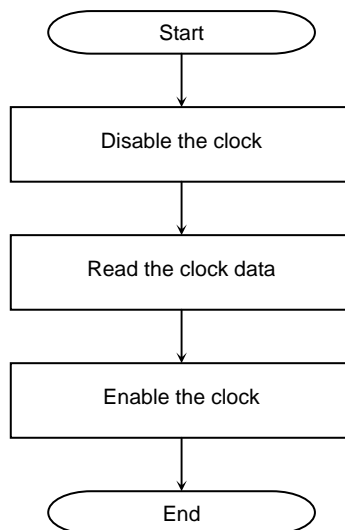 Start
Disable the clock
Read the clock data
Enable the clock
End